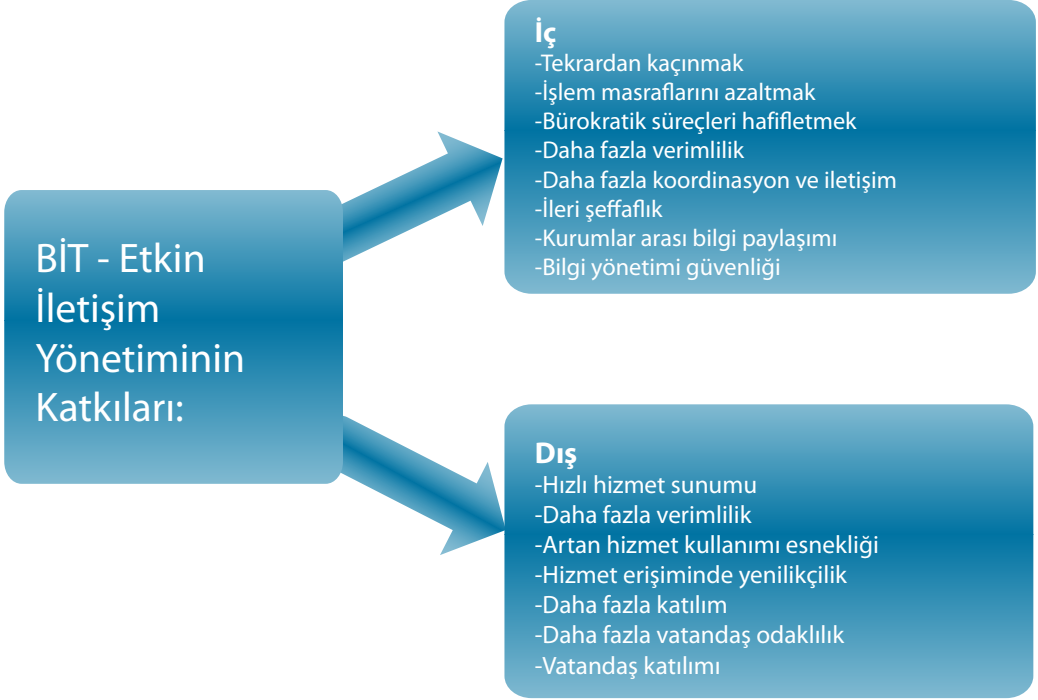 BİT - Etkin
İletişim
Yönetiminin
Katkıları:
İç
-Tekrardan kaçınmak
-İşlem masraflarını azaltmak
-Bürokratik süreçleri hafifletmek
-Daha fazla verimlilik
-Daha fazla koordinasyon ve iletişim
-İleri şeffaflık
-Kurumlar arası bilgi paylaşımı
-Bilgi yönetimi güvenliği
Dış
-Hızlı hizmet sunumu
-Daha fazla verimlilik
-Artan hizmet kullanımı esnekliği
-Hizmet erişiminde yenilikçilik
-Daha fazla katılım
-Daha fazla vatandaş odaklılık
-Vatandaş katılımı